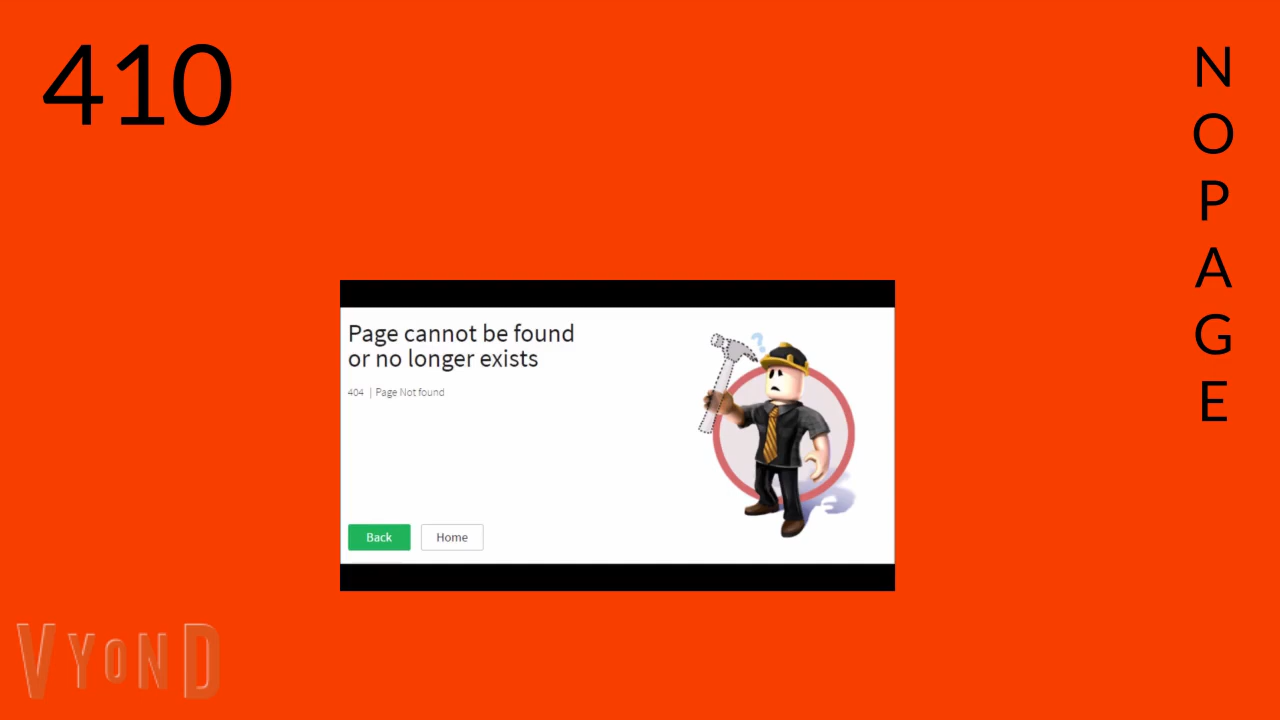 410
N
O
P
A
G
E
Page cannot be found
or no longer exists
404 | Page Not found
Back
Home
VYOND